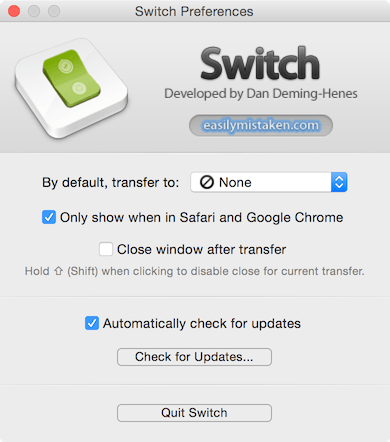 Switch Preferences
Switch
Developed by Dan Deming-Henes
easilymistaken.com
By default, transfer to: None
Only show when in Safari and Google Chrome
Close window after transfer
Hold ⇧ (Shift) when clicking to disable close for current transfer.
Automatically check for updates
Check for Updates...
Quit Switch